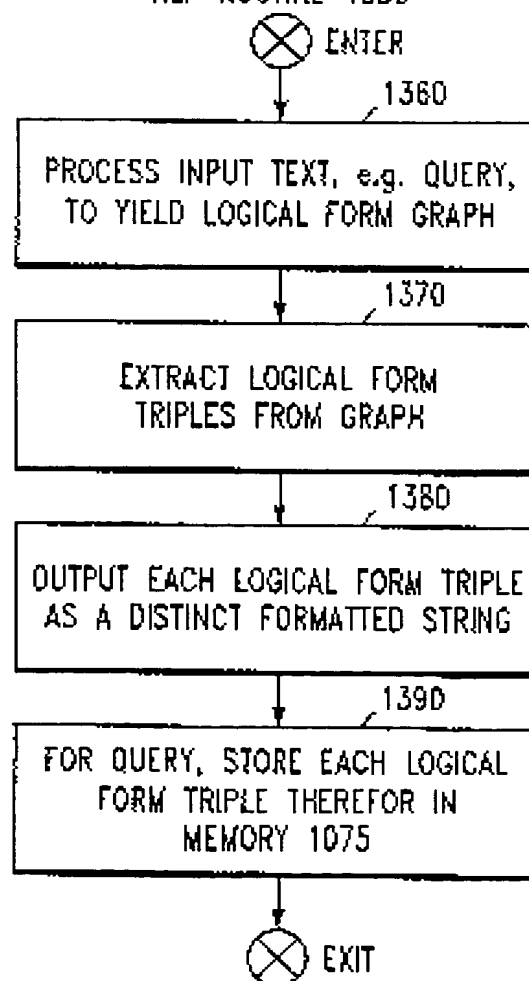 ENTER
1360
PROCESS INPUT TEXT, e.g. QUERY,
TO YIELD LOGICAL FORM GRAPH
1370
EXTRACT LOGICAL FORM
TRIPLES FROM GRAPH
1380
OUTPUT EACH LOGICAL FORM TRIPLE
AS A DISTINCT FORMATTED STRING
1390
FOR QUERY, STORE EACH LOGICAL
FORM TRIPLE THEREFOR IN
MEMORY 1075
EXIT